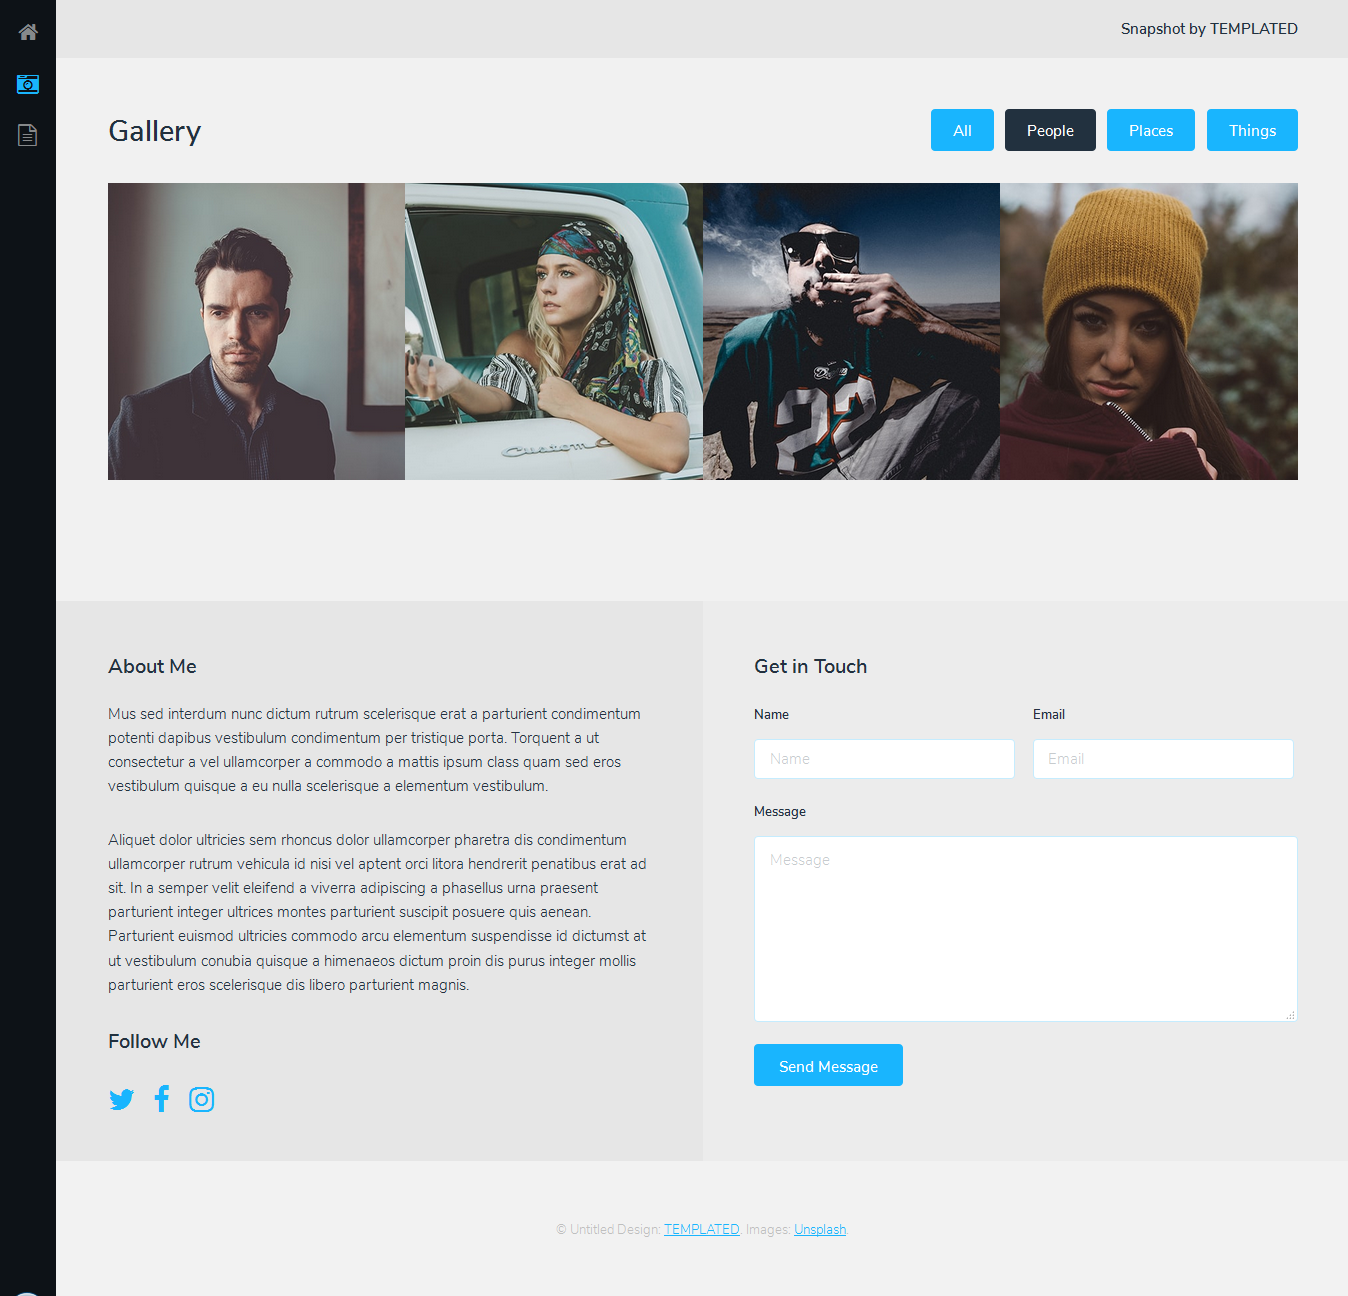 Snapshot by TEMPLATED
Gallery
All
People
Places
Things
Custom
22
About Me
Mus sed interdum nunc dictum rutrum scelerisque erat a parturient condimentum
potenti dapibus vestibulum condimentum per tristique porta. Torquent a ut
consectetur a vel ullamcorper a commodo a mattis ipsum class quam sed eros
vestibulum quisque a eu nulla scelerisque a elementum vestibulum.
Aliquet dolor ultricies sem rhoncus dolor ullamcorper pharetra dis condimentum
ullamcorper rutrum vehicula id nisi vel aptent orci litora hendrerit penatibus erat ad
sit. In a semper velit eleifend a viverra adipiscing a phasellus urna praesent
parturient integer ultrices montes parturient suscipit posuere quis aenean.
Parturient euismod ultricies commodo arcu elementum suspendisse id dictumst at
ut vestibulum conubia quisque a himenaeos dictum proin dis purus integer mollis
parturient eros scelerisque dis libero parturient magnis.
Follow Me
Get in Touch
Name
Email
Name
Email
Message
Message
Send Message
© Untitled Design: TEMPLATED. Images: Unsplash.